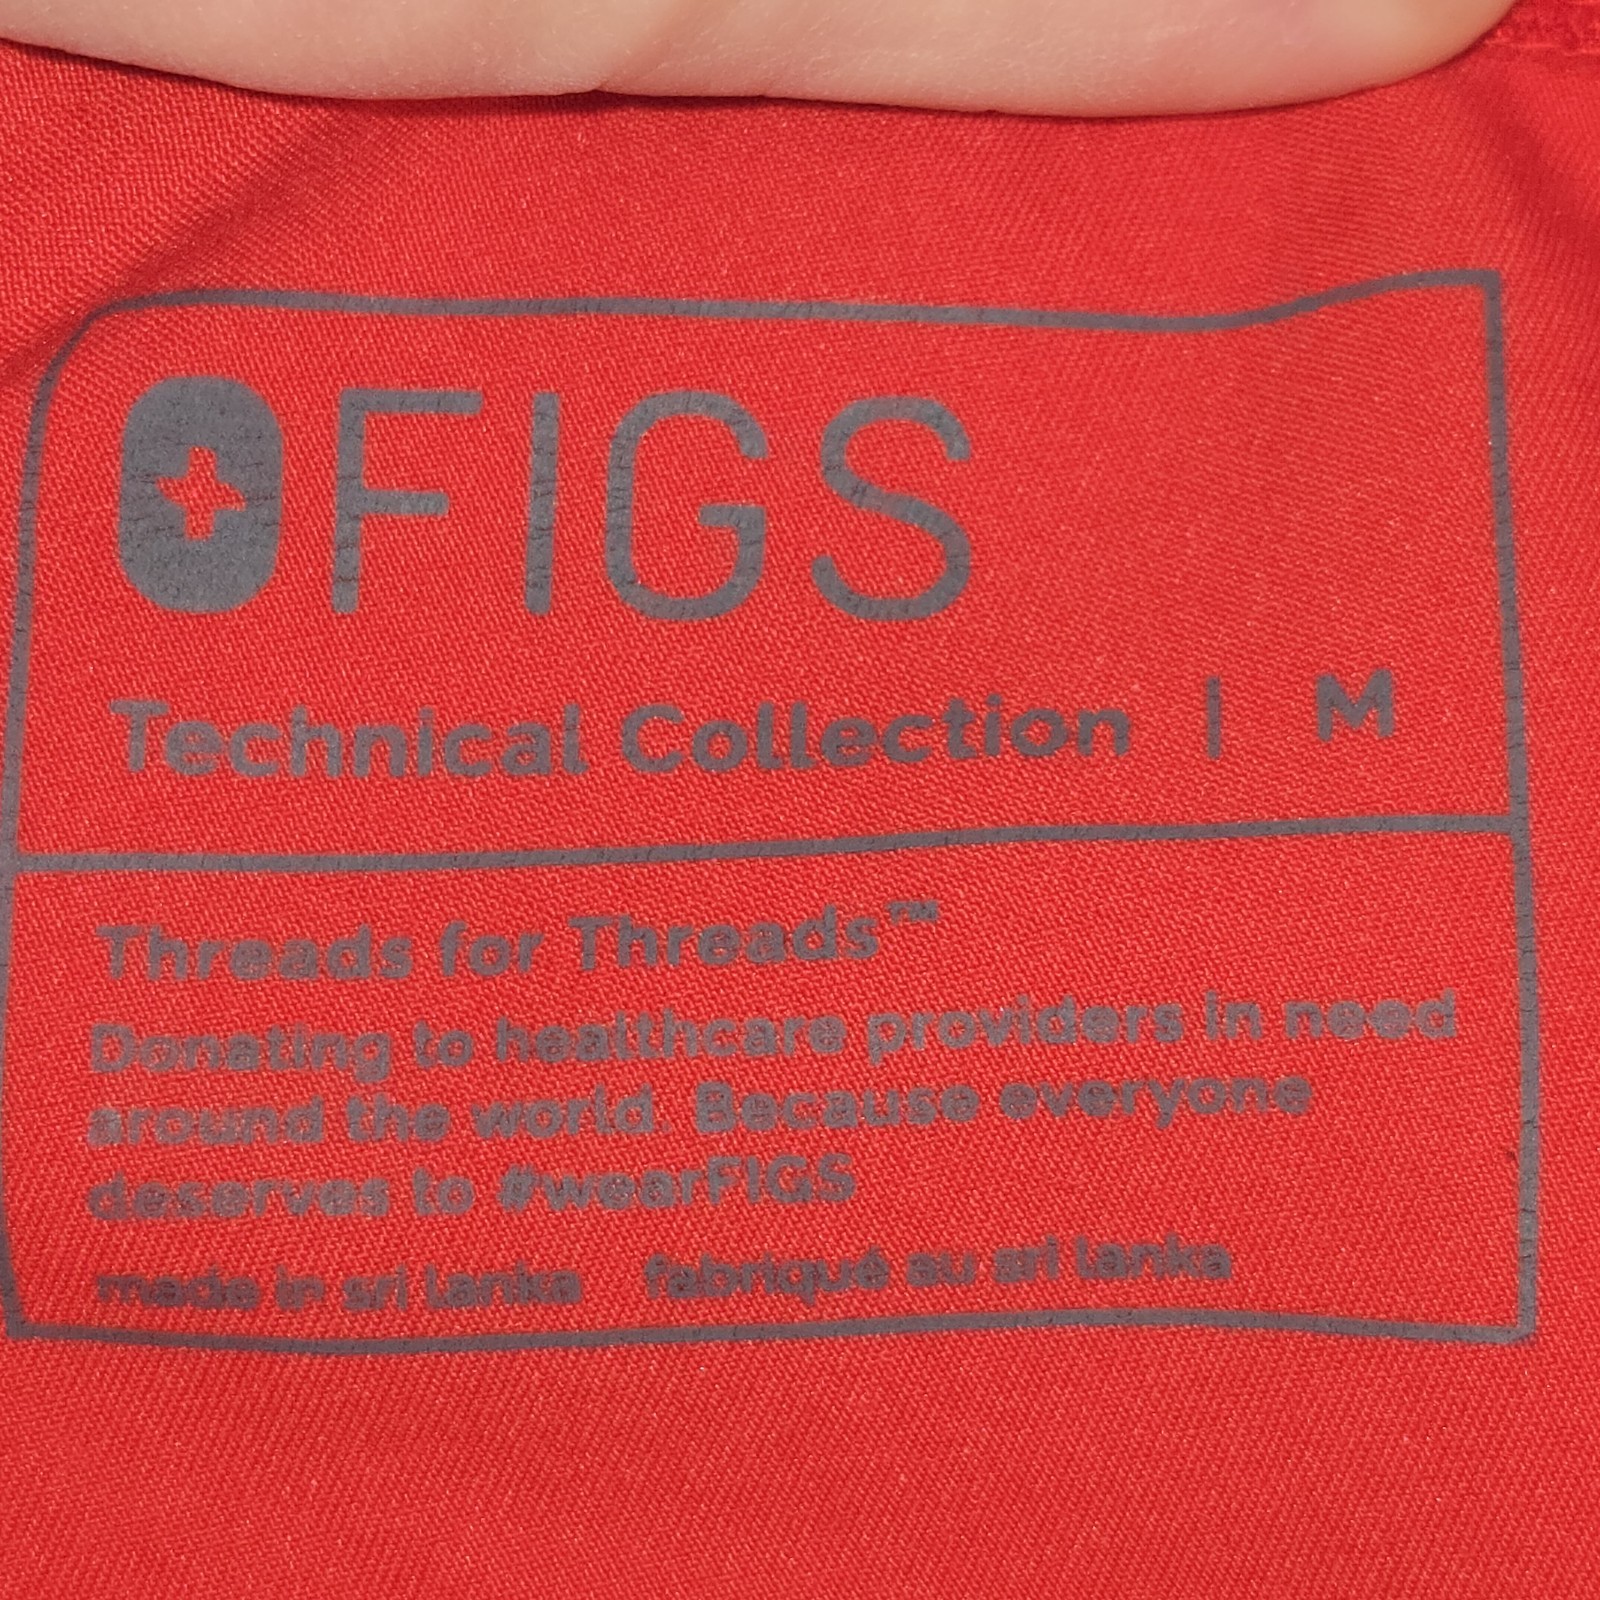 FIGS
Technical Collection | M
Threads for Threads™
Donating to healthcare providers in need
around the world. Because everyone
deserves to #wearFIGS
made in sri lanka fabriqué au sri lanka